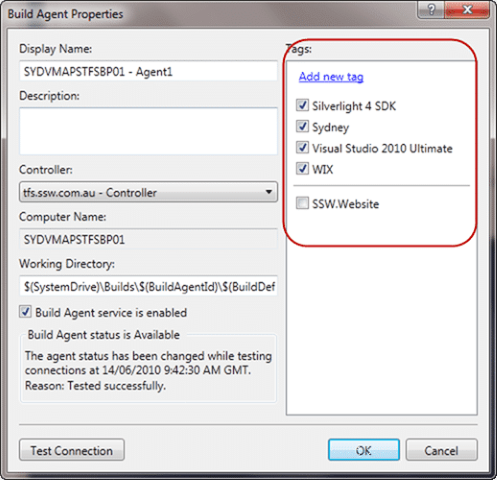 Build Agent Properties
Display Name:
SYDVMAPSTFSBP01 - Agent1
Description:
Controller:
tfs.ssw.com.au - Controller
Computer Name:
SYDVMAPSTFSBP01
Working Directory:
$(SystemDrive)\Builds\$(BuildAgentId)\$(BuildDef
Build Agent service is enabled
Build Agent status is Available
The agent status has been changed while testing
connections at 14/06/2010 9:42:30 AM GMT.
Reason: Tested successfully.
Tags:
Add new tag
Silverlight 4 SDK
Sydney
Visual Studio 2010 Ultimate
WIX
SSW.Website
Test Connection
OK
Cancel